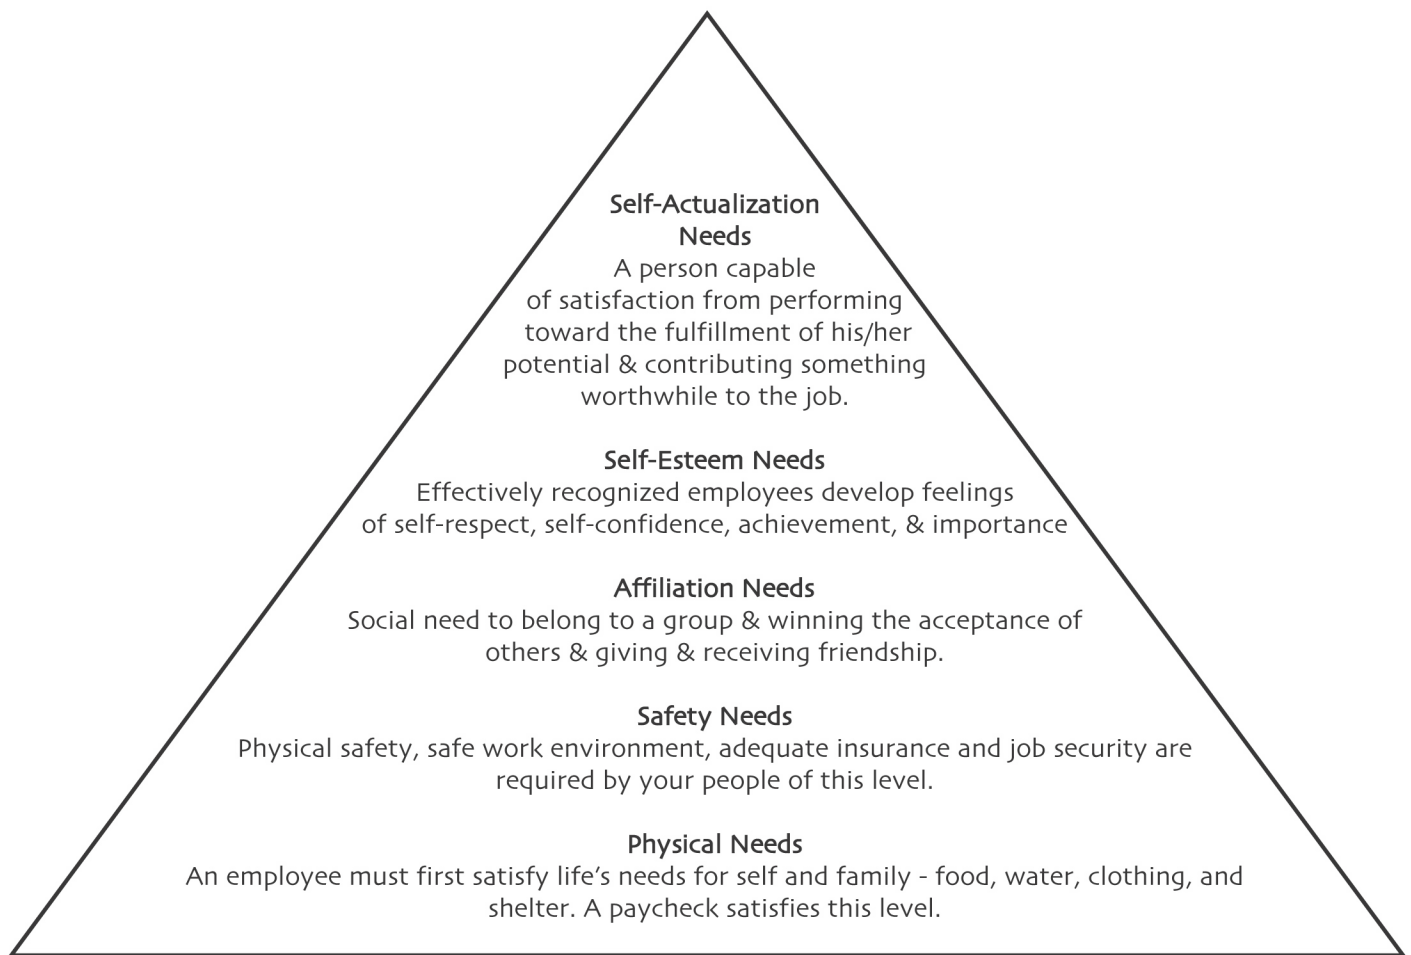 Self-Actualization
Needs
A person capable
of satisfaction from performing
toward the fulfillment of his/her
potential & contributing something
worthwhile to the job.
Self-Esteem Needs
Effectively recognized employees develop feelings
of self-respect, self-confidence, achievement, & importance
Affiliation Needs
Social need to belong to a group & winning the acceptance of
others & giving & receiving friendship.
Safety Needs
Physical safety, safe work environment, adequate insurance and job security are
required by your people of this level.
Physical Needs
An employee must first satisfy life’s needs for self and family - food, water, clothing, and
shelter. A paycheck satisfies this level.